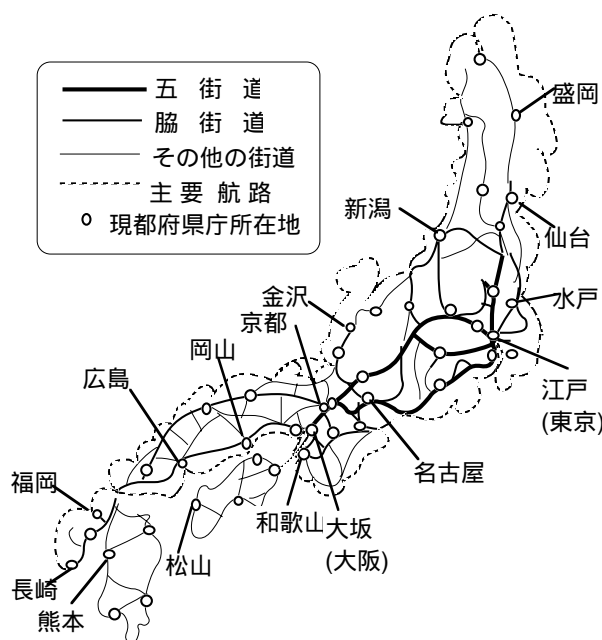 五街道
脇街道
その他の街道
主要航路
現都府県庁所在地
盛岡
新潟
仙台
水戸
金沢
京都
岡山
広島
江戸
(東京)
名古屋
福岡
和歌山
大坂
(大阪)
松山
長崎
熊本